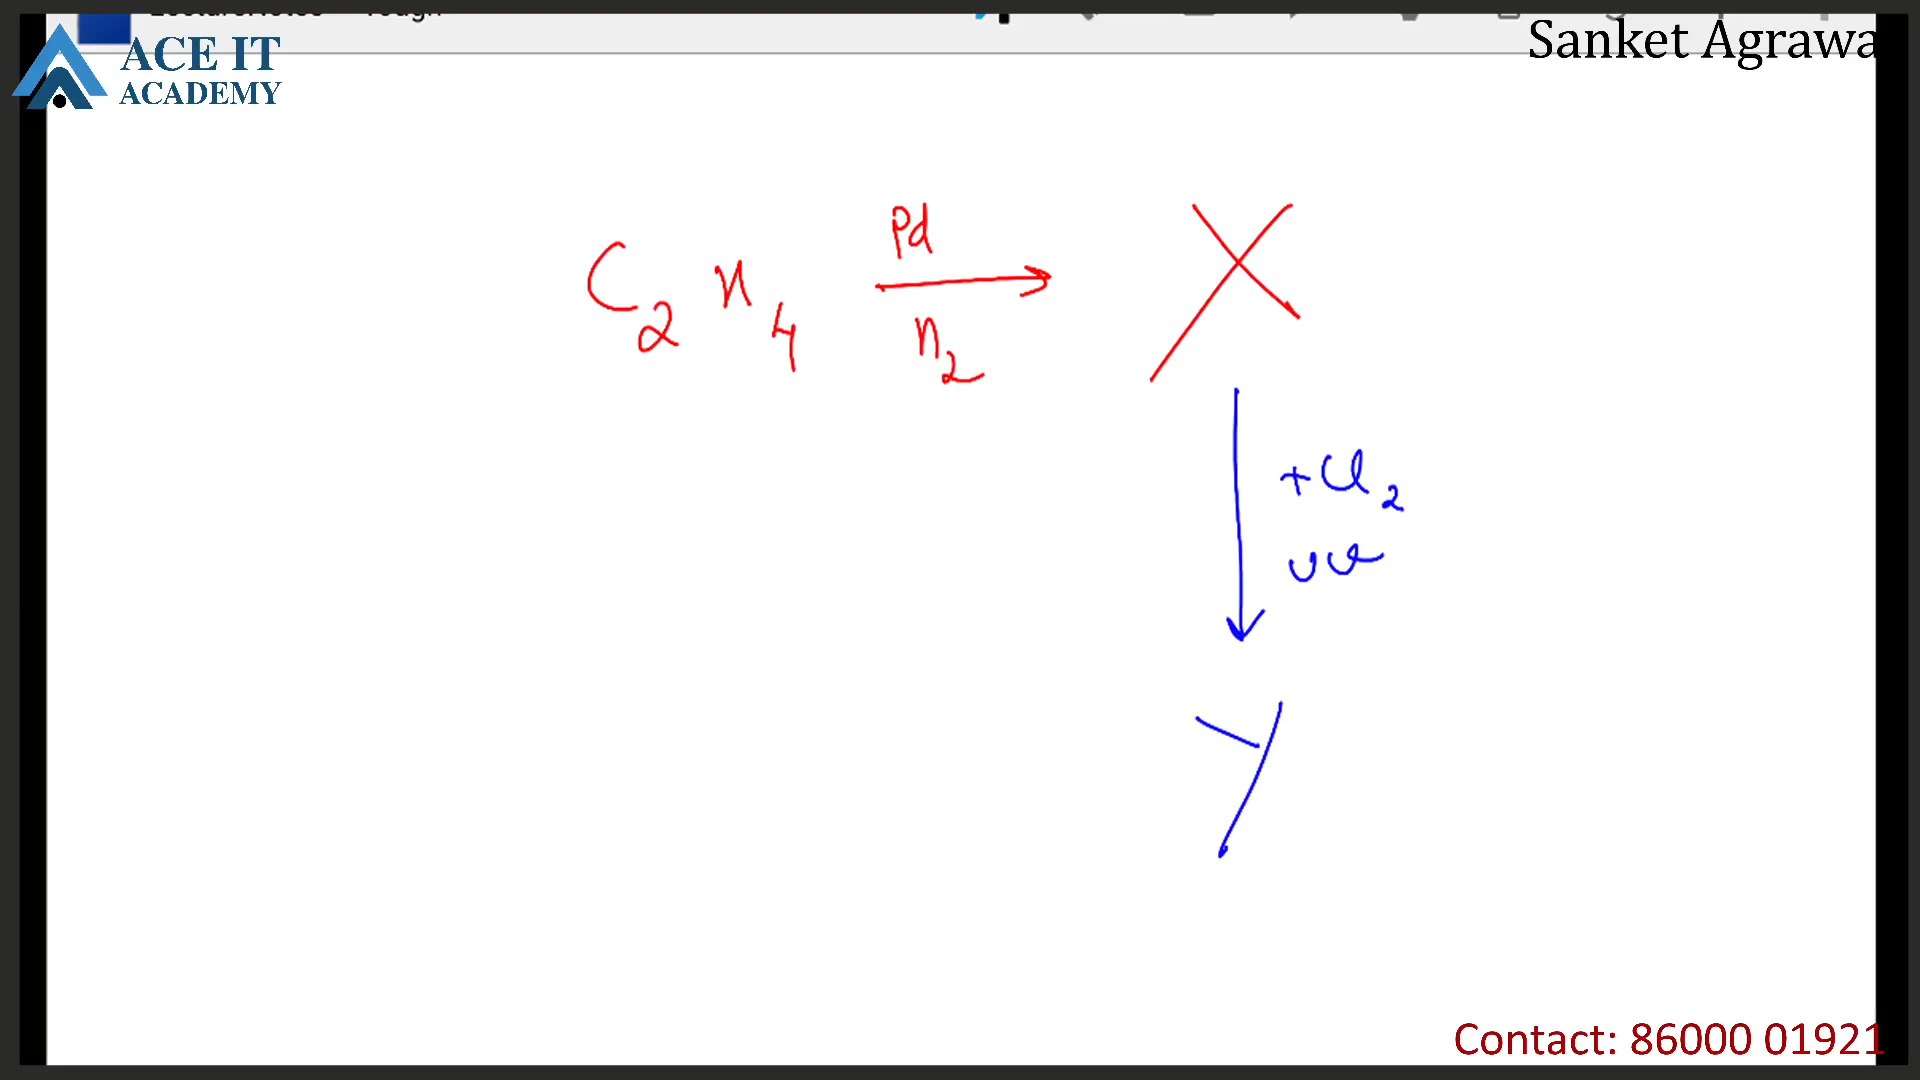 Sanket Agrawa
ACE IT
ACADEMY
C₂H₄ Pd H₂ X
+Cl₂
UV
Y
Contact: 86000 01921